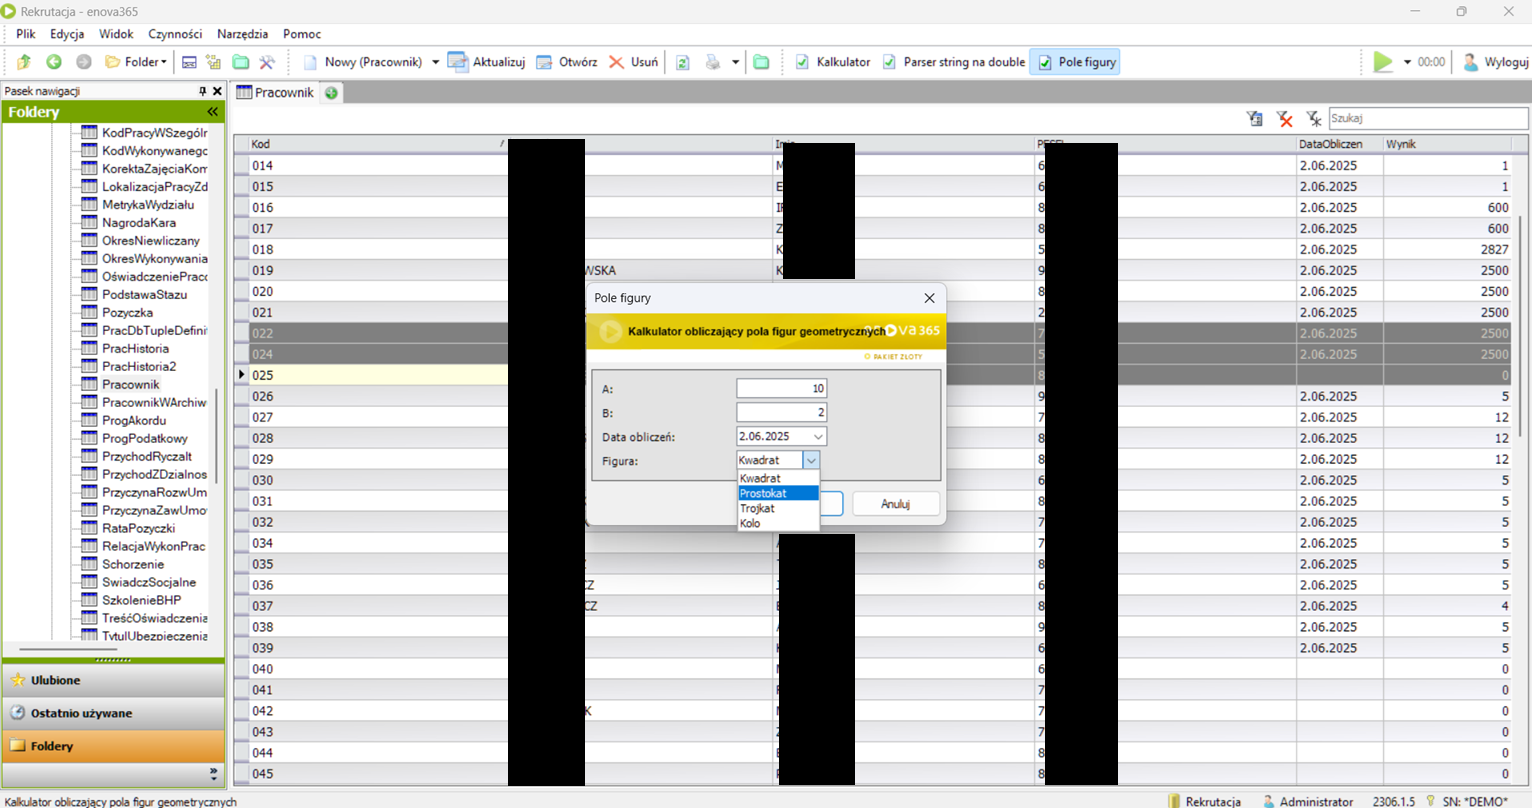 Rekrutacja - enova365
Plik Edycja Widok Czynności Narzędzia Pomoc
Folder Nowy (Pracownik) Aktualizuj Otwórz Usuń Kalkulator Parser string na double Pole figury 00:00 Wyloguj
Pasek nawigacji
Foldery
KodPracyWSzególr
KodWykonywanegc
KorektaZajęciaKom
LokalizacjaPracyZd
MetrykaWydziału
NagrodaKara
OkresNiewliczany
OkresWykonywania
OświadczeniePracc
PodstawaStazu
Pozyczka
PracDbTupleDefini
PracHistoria
PracHistoria2
Pracownik
PracownikWArchiw
ProgAkordu
ProgPodatkowy
PrzychodRyczalt
PrzychodZDzialnos
PrzyczynaRozwUm
PrzyczynaZawUmo
RataPozyczki
RelacjaWykonPrac
Schorzenie
SwiadczSocjalne
SzkolenieBHP
TreśćOświadczenia
TytulUbezpieczenia
Ulubione
Ostatnio używane
Foldery
Pracownik
Szukaj
Kod / DataObliczen Wynik
014 M 6 2.06.2025 1
015 E 6 2.06.2025 1
016 8 2.06.2025 600
017 Z 8 2.06.2025 600
018 K 5 2.06.2025 2827
019 WSKA K 9 2.06.2025 2500
020 8 2.06.2025 2500
021 2 2.06.2025 2500
022 7 2.06.2025 2500
024 5 2.06.2025 2500
025 8 0
026 9 2.06.2025 5
027 7 2.06.2025 12
028 8 2.06.2025 12
029 8 2.06.2025 12
030 6 2.06.2025 5
031 8 2.06.2025 5
032 7 2.06.2025 5
034 7 2.06.2025 5
035 8 2.06.2025 5
036 CZ 6 2.06.2025 5
037 CZ 8 2.06.2025 4
038 9 2.06.2025 5
039 6 2.06.2025 5
040 6 0
041 7 0
042 K 7 0
043 7 0
044 8 0
045 8 0
Pole figury
Kalkulator obliczający pola figur geometrycznych enova365
PAKIET ZŁOTY
A: 10
B: 2
Data obliczeń: 2.06.2025
Figura: Kwadrat
Kwadrat
Prostokat
Trojkat
Kolo
Anuluj
Kalkulator obliczający pola figur geometrycznych
Rekrutacja Administrator 2306.1.5 SN: *DEMO*